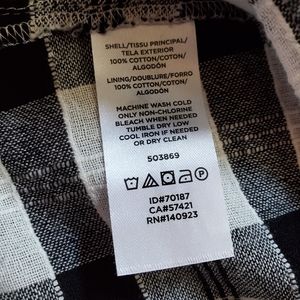 SHELL/TISSU PRINCIPAL/
TELA EXTERIOR
100% COTTON/COTON/
ALGODÓN
LINING/DOUBLURE/FORRO
100% COTTON/COTON/
ALGODÓN
MACHINE WASH COLD
ONLY NON-CHLORINE
BLEACH WHEN NEEDED
TUMBLE DRY LOW
COOL IRON IF NEEDED
OR DRY CLEAN
503869
P
ID#70187
CA#57421
RN#140923